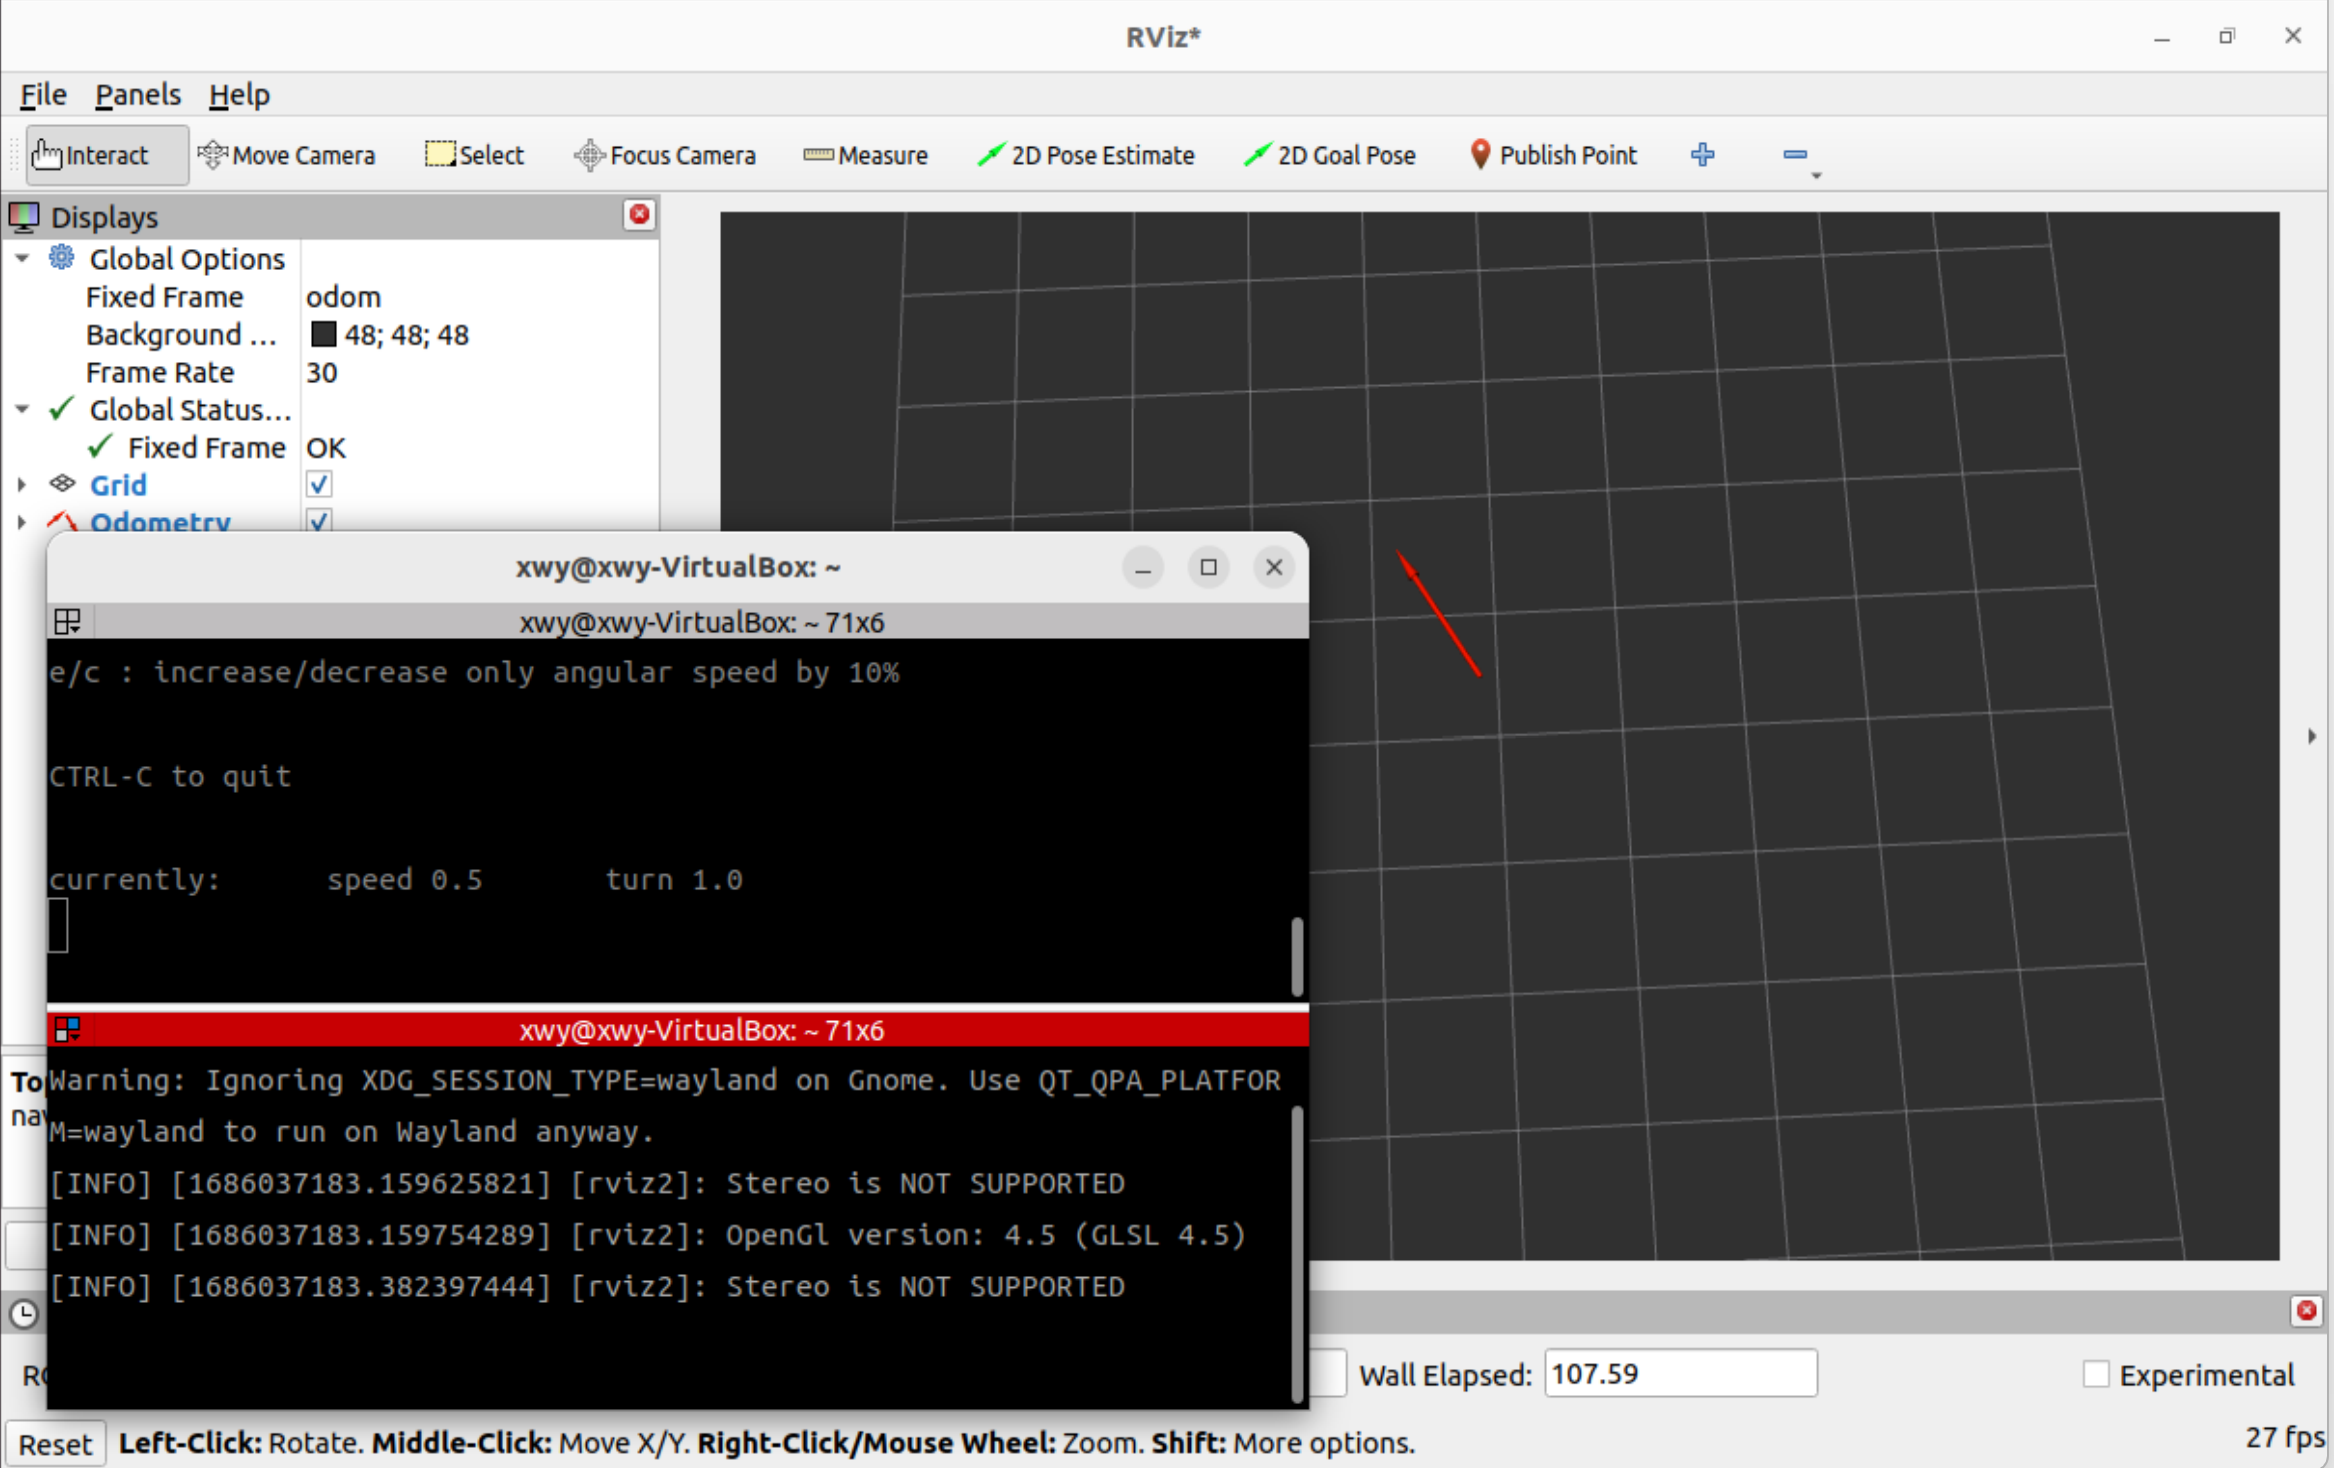 RViz*
File Panels Help
Interact Move Camera Select Focus Camera Measure 2D Pose Estimate 2D Goal Pose Publish Point
Displays
Global Options
Fixed Frame odom
Background ... 48; 48; 48
Frame Rate 30
Global Status...
Fixed Frame OK
Grid
Odometry
xwy@xwy-VirtualBox: ~
xwy@xwy-VirtualBox: ~ 71x6
e/c : increase/decrease only angular speed by 10%
CTRL-C to quit
currently: speed 0.5 turn 1.0
xwy@xwy-VirtualBox: ~ 71x6
Warning: Ignoring XDG_SESSION_TYPE=wayland on Gnome. Use QT_QPA_PLATFOR
M=wayland to run on Wayland anyway.
[INFO] [1686037183.159625821] [rviz2]: Stereo is NOT SUPPORTED
[INFO] [1686037183.159754289] [rviz2]: OpenGl version: 4.5 (GLSL 4.5)
[INFO] [1686037183.382397444] [rviz2]: Stereo is NOT SUPPORTED
Wall Elapsed: 107.59 Experimental
Reset Left-Click: Rotate. Middle-Click: Move X/Y. Right-Click/Mouse Wheel: Zoom. Shift: More options. 27 fps